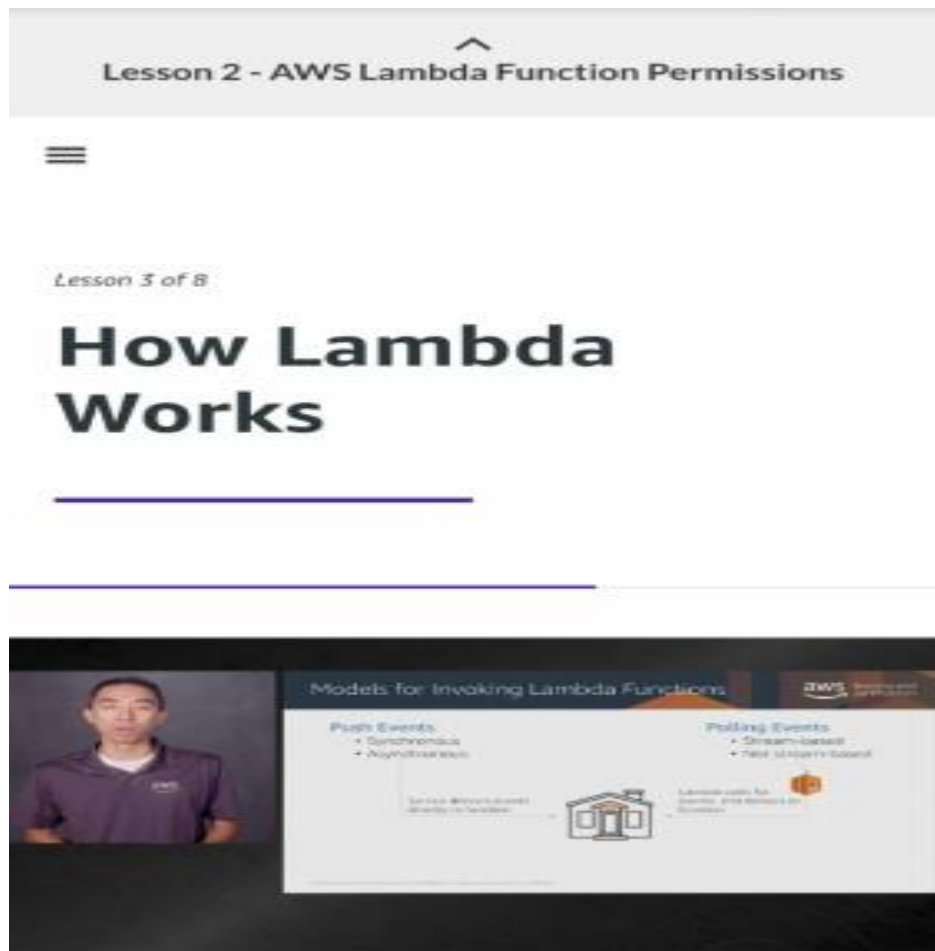 Lesson 2 - AWS Lambda Function Permissions
Lesson 3 of 8
How Lambda
Works
Models for Invoking Lambda Functions
aws
Push Events
• Synchronous
• Asynchronous
Polling Events
• Stream-based
• Not stream-based
aws